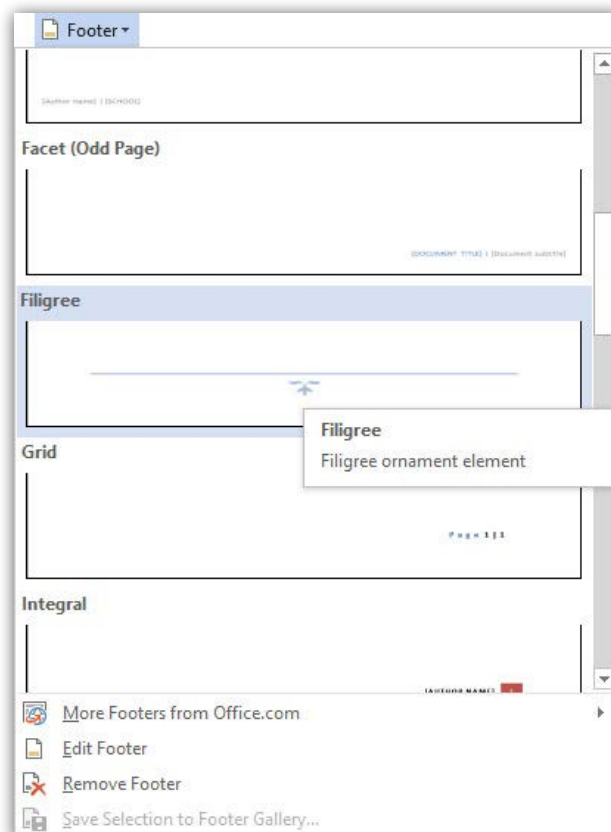 Footer
[Author name] | [SCHOOL]
Facet (Odd Page)
[DOCUMENT TITLE] | [Document subtitle]
Filigree
Filigree
Filigree ornament element
Grid
Page 1|1
Integral
[AUTHOR NAME]
More Footers from Office.com
Edit Footer
Remove Footer
Save Selection to Footer Gallery...